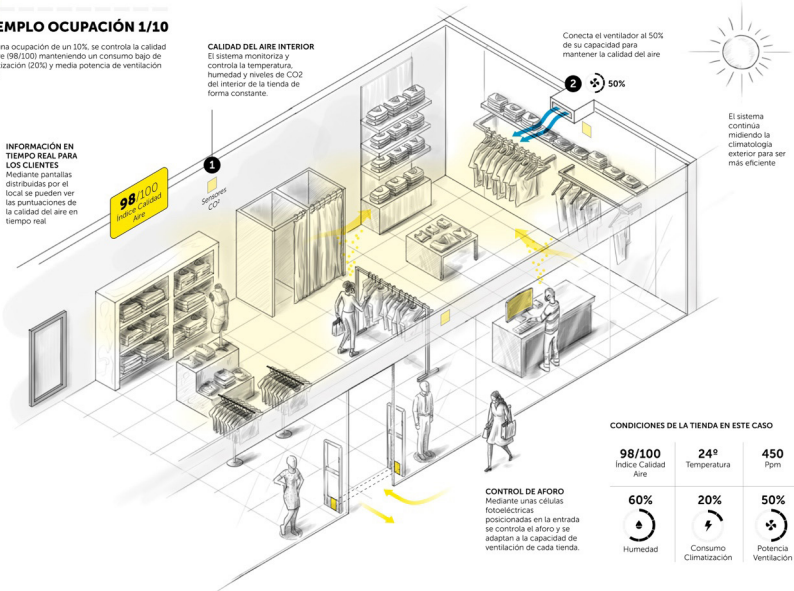 EMPLO OCUPACIÓN 1/10
na ocupación de un 10%, se controla la calidad
re (98/100) manteniendo un consumo bajo de
tización (20%) y media potencia de ventilación
CALIDAD DEL AIRE INTERIOR
El sistema monitoriza y
controla la temperatura,
humedad y niveles de CO2
del interior de la tienda de
forma constante.
Conecta el ventilador al 50%
de su capacidad para
mantener la calidad del aire
2
50%
El sistema
continúa
midiendo la
climatología
exterior para ser
más eficiente
INFORMACIÓN EN
TIEMPO REAL PARA
LOS CLIENTES
Mediante pantallas
distribuidas por el
local se pueden ver
las puntuaciones de
la calidad del aire en
tiempo real
98/100
Índice Calidad
Aire
1
Sensores
CO²
CONTROL DE AFORO
Mediante unas células
fotoeléctricas
posicionadas en la entrada
se controla el aforo y se
adaptan a la capacidad de
ventilación de cada tienda.
CONDICIONES DE LA TIENDA EN ESTE CASO
98/100
Índice Calidad
Aire
24º
Temperatura
450
Ppm
60%
Humedad
20%
Consumo
Climatización
50%
Potencia
Ventilación